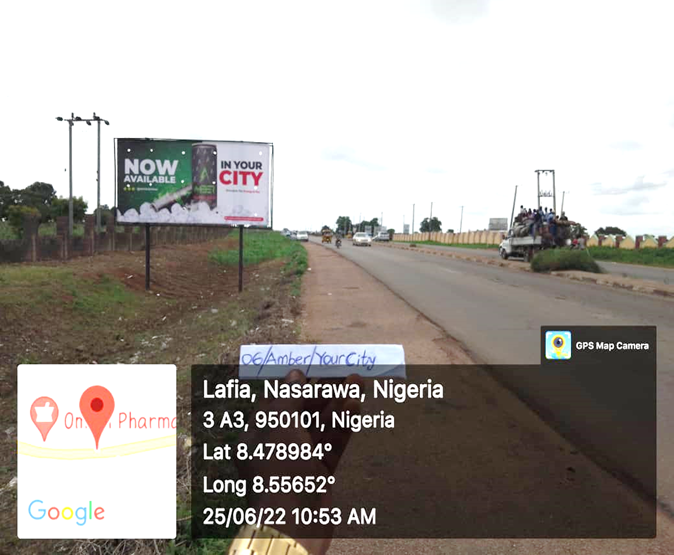 NOW
AVAILABLE
IN YOUR
CITY
06/Amber/YourCity
GPS Map Camera
Lafia, Nasarawa, Nigeria
3 A3, 950101, Nigeria
Lat 8.478984°
Long 8.55652°
25/06/22 10:53 AM
Pharma
Google